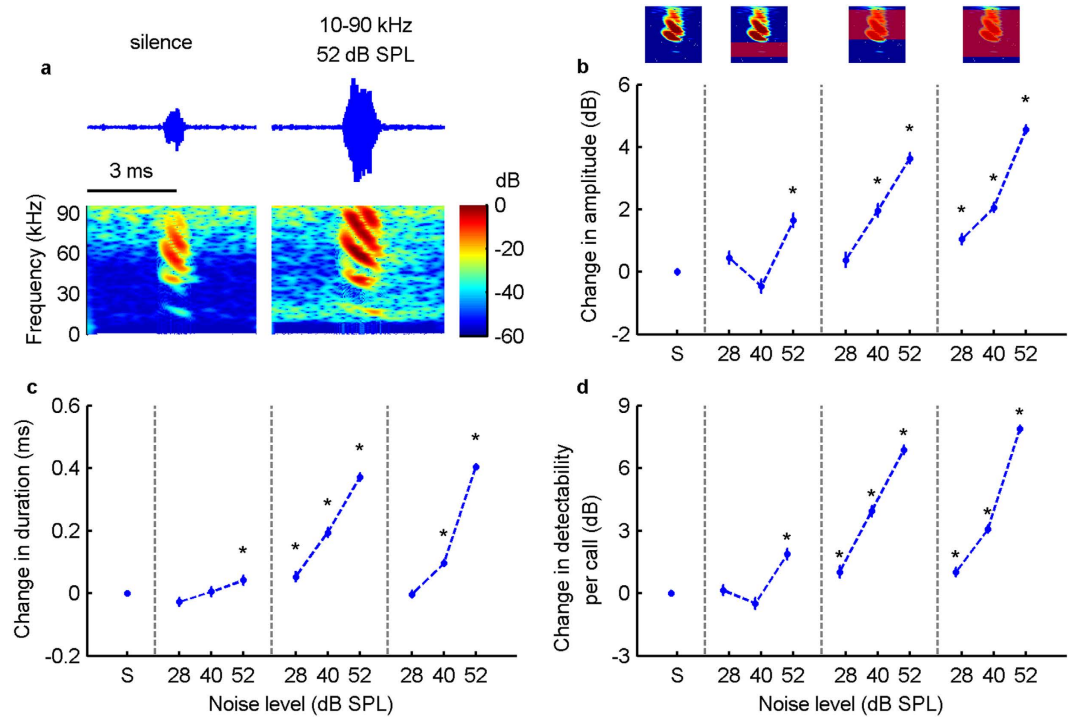 a
silence
10-90 kHz
52 dB SPL
3 ms
dB
Frequency (kHz)
90
60
30
0
0
-20
-40
-60
b
Change in amplitude (dB)
6
4
2
0
-2
* * * * * *
S 28 40 52 28 40 52 28 40 52
c
Change in duration (ms)
0.6
0.4
0.2
0
-0.2
* * * * * *
S 28 40 52 28 40 52 28 40 52
Noise level (dB SPL)
d
Change in detectability
per call (dB)
9
6
3
0
-3
* * * * * * *
S 28 40 52 28 40 52 28 40 52
Noise level (dB SPL)